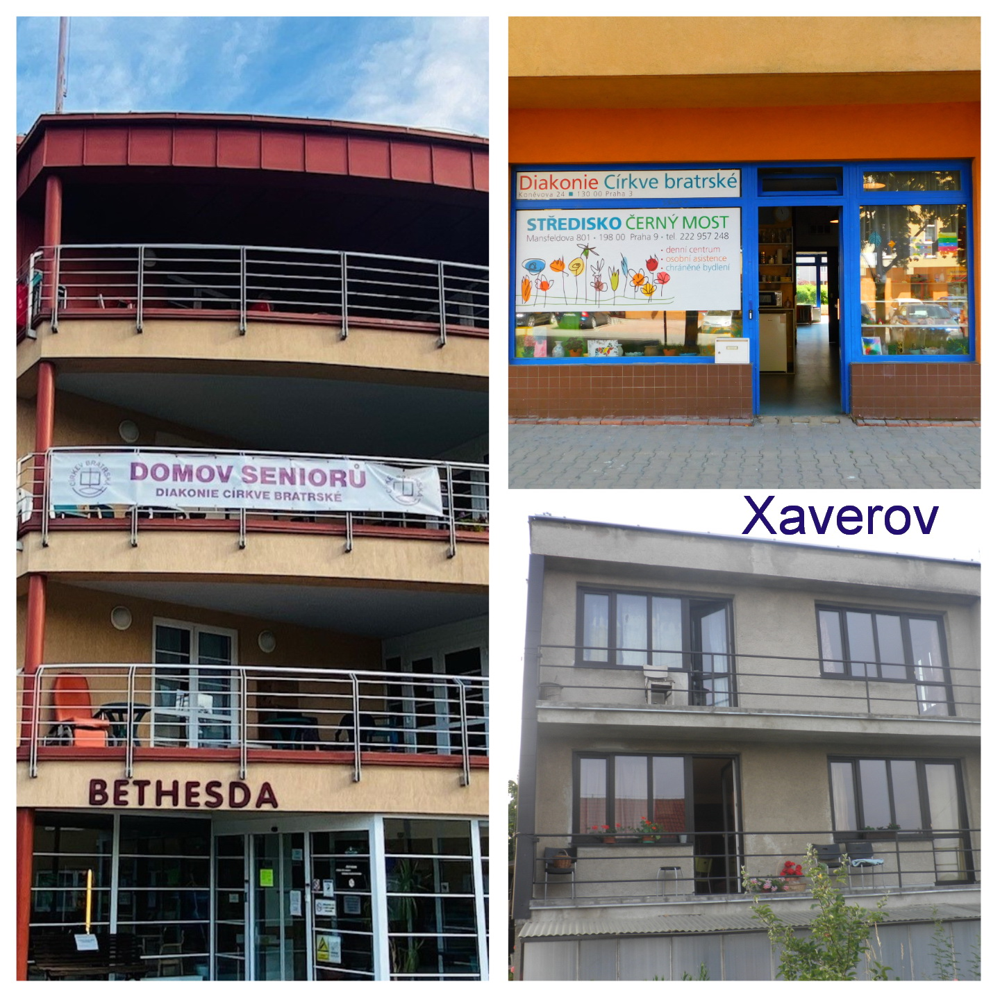 DOMOV SENIORŮ
DIAKONIE CÍRKVE BRATRSKÉ
CÍRKEV BRATRSKÁ
BETHESDA
Diakonie Církve bratrské
Koněvova 24 ■ 130 00 Praha 3
STŘEDISKO ČERNÝ MOST
Mansfeldova 801 • 198 00 Praha 9 • tel. 222 957 248
• denní centrum
• osobní asistence
• chráněné bydlení
Xaverov